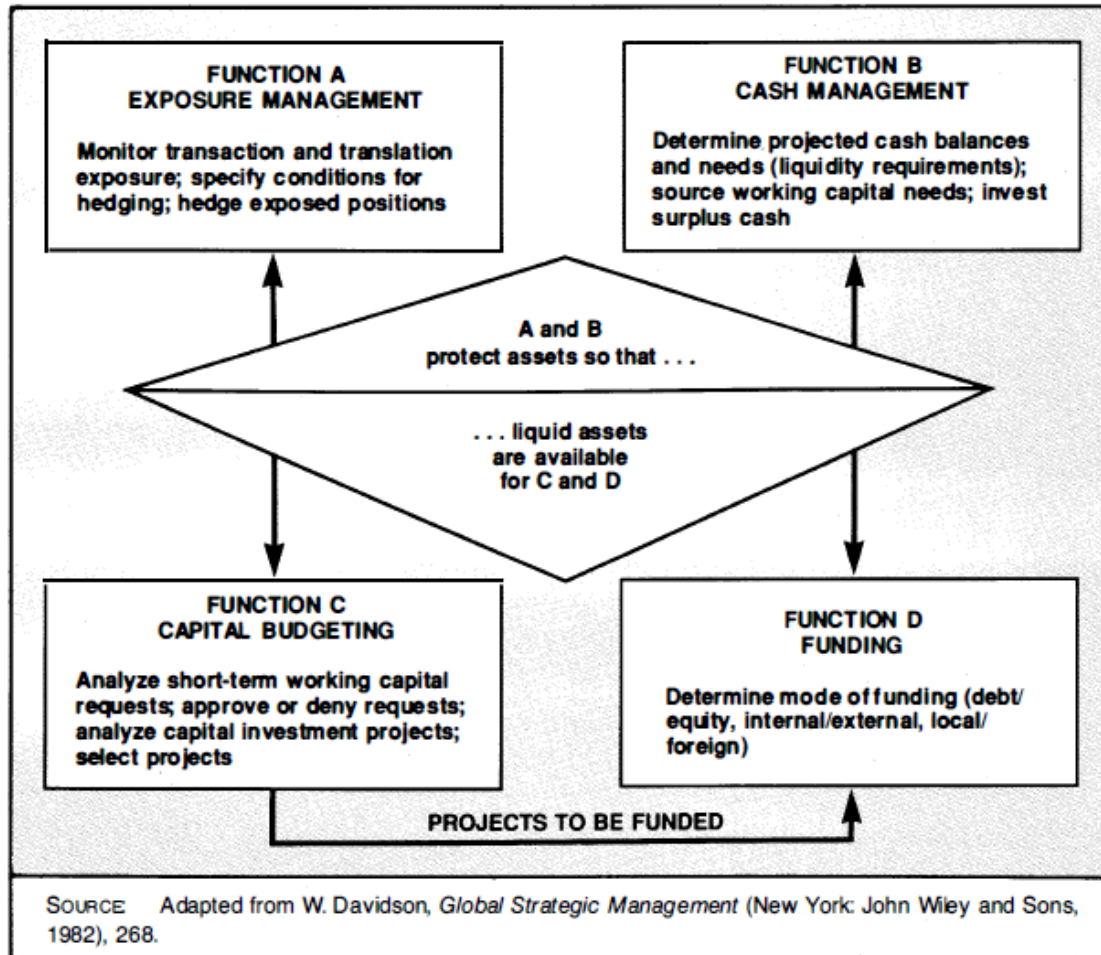 FUNCTION A
EXPOSURE MANAGEMENT
Monitor transaction and translation
exposure; specify conditions for
hedging; hedge exposed positions
FUNCTION B
CASH MANAGEMENT
Determine projected cash balances
and needs (liquidity requirements);
source working capital needs; invest
surplus cash
A and B
protect assets so that . . .
. . . liquid assets
are available
for C and D
FUNCTION C
CAPITAL BUDGETING
Analyze short-term working capital
requests; approve or deny requests;
analyze capital investment projects;
select projects
FUNCTION D
FUNDING
Determine mode of funding (debt/
equity, internal/external, local/
foreign)
PROJECTS TO BE FUNDED
SOURCE Adapted from W. Davidson, Global Strategic Management (New York: John Wiley and Sons,
1982), 268.